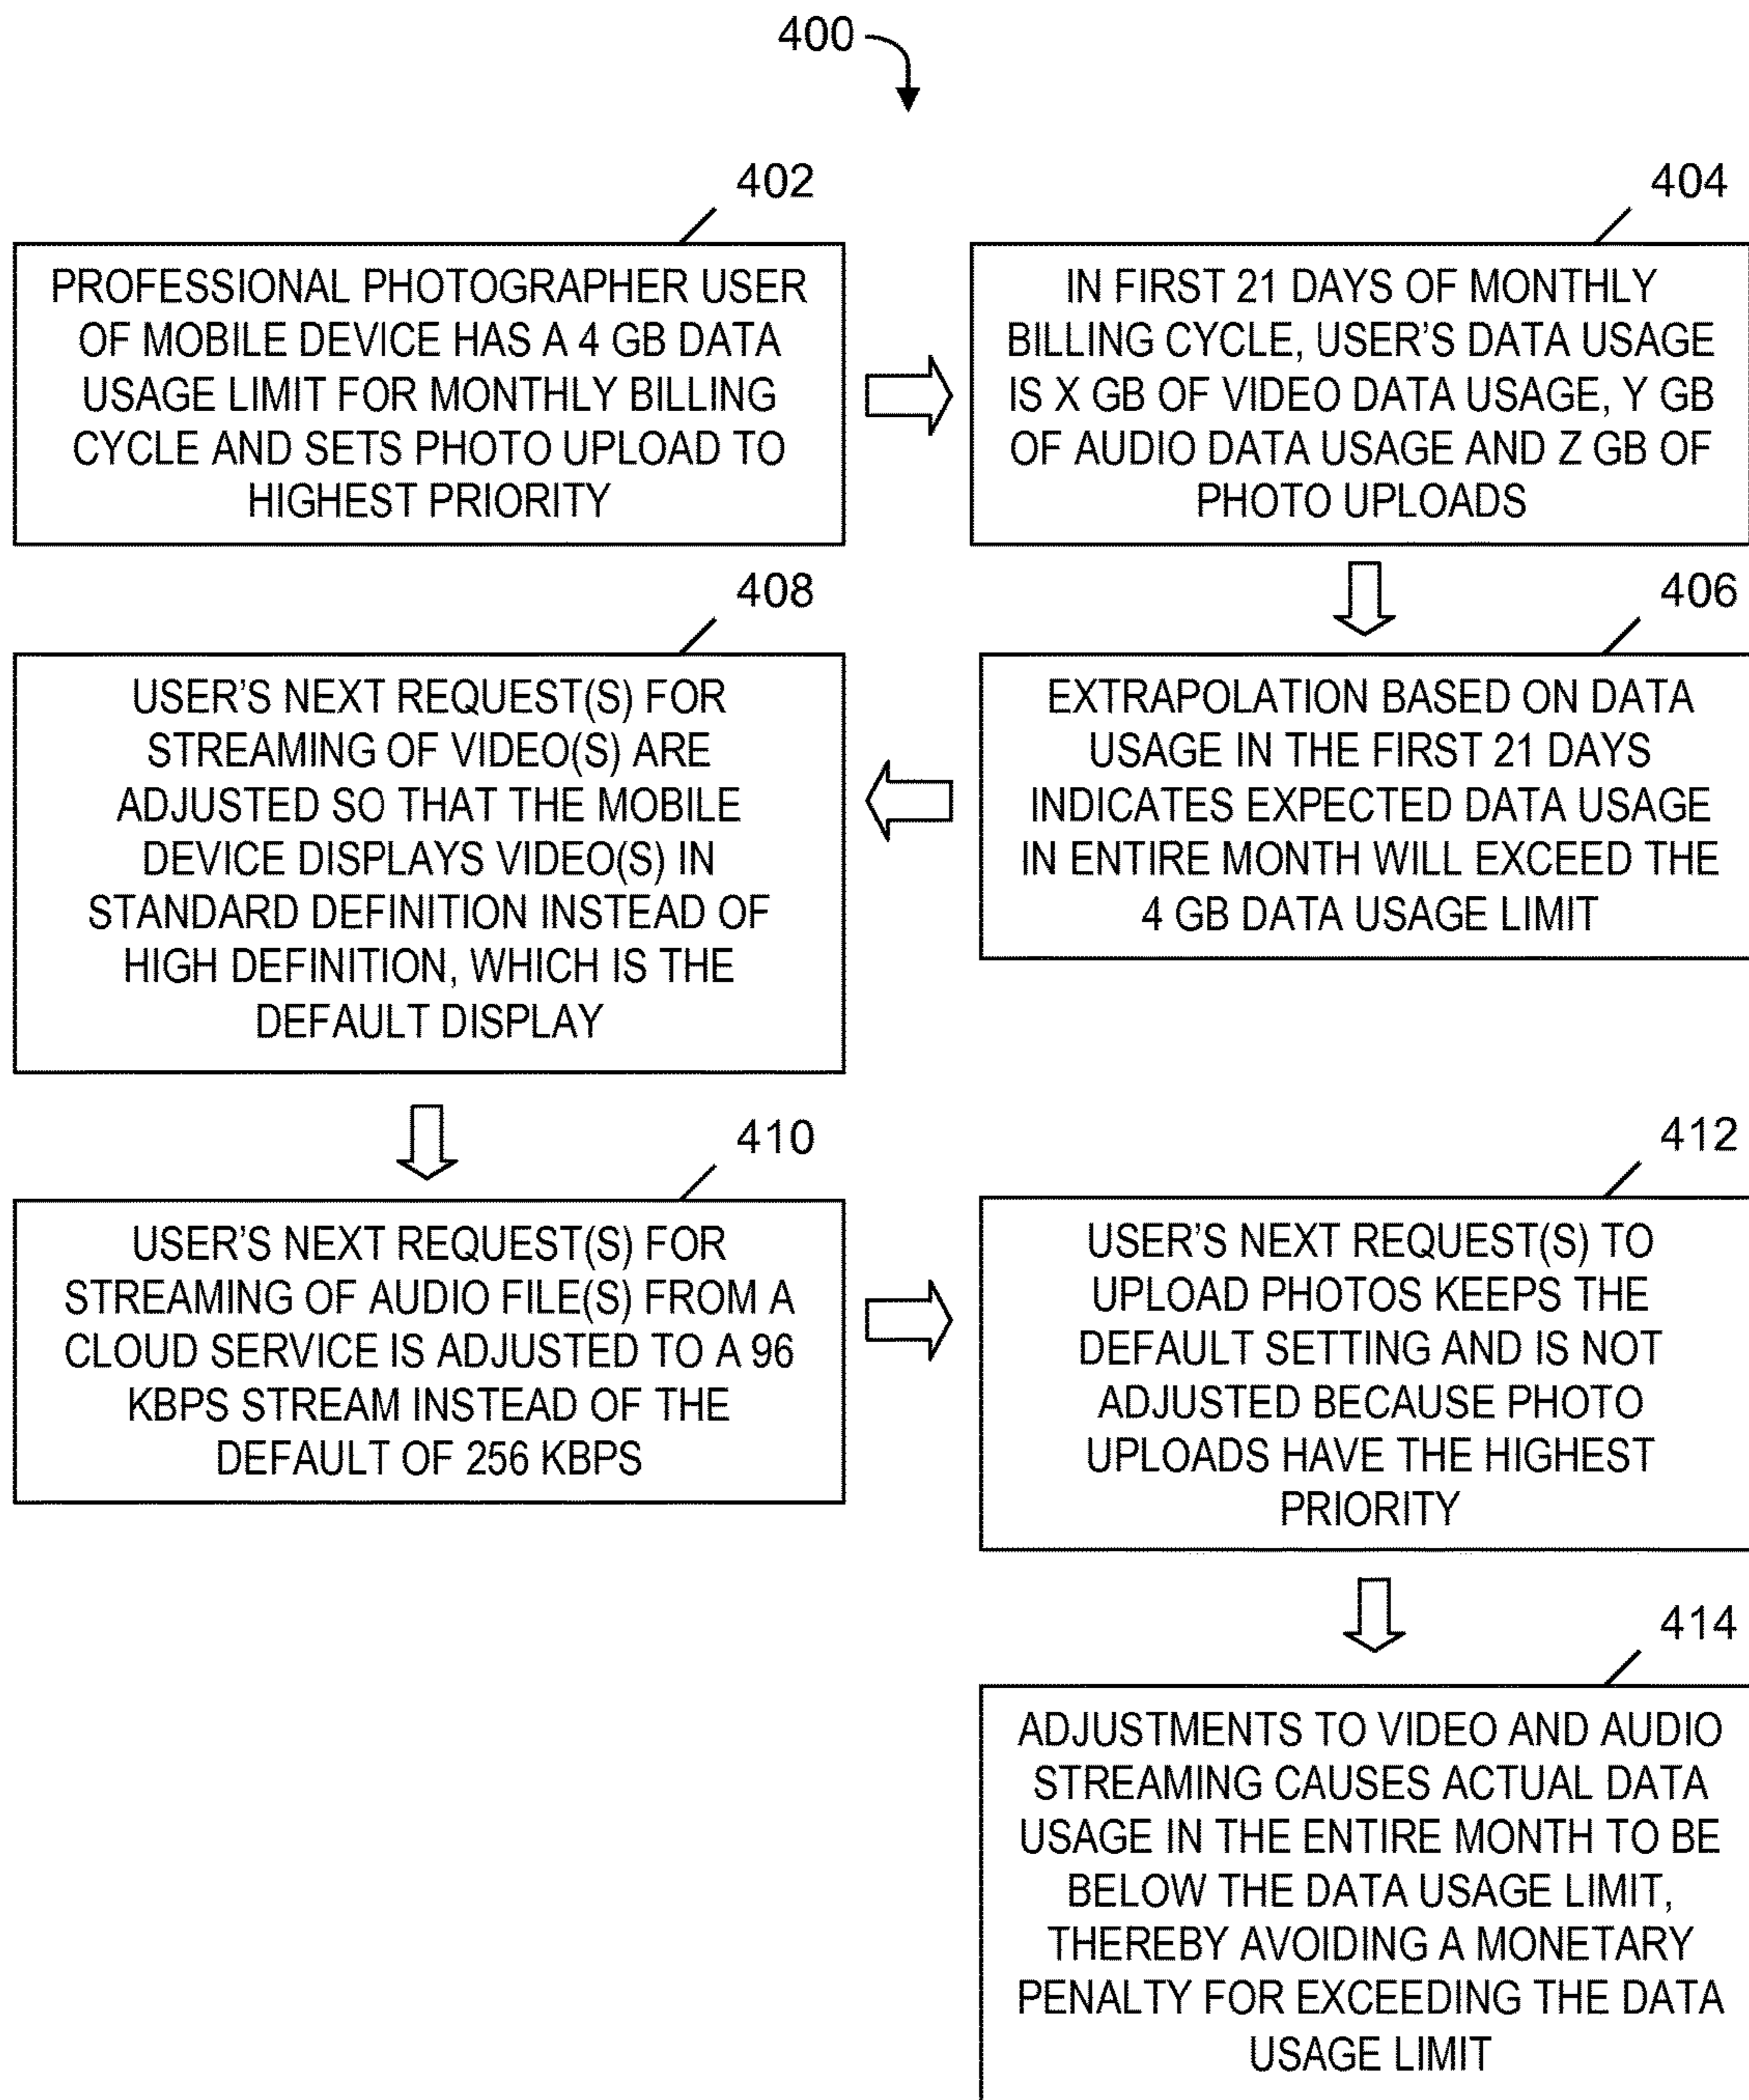 400
402
PROFESSIONAL PHOTOGRAPHER USER
OF MOBILE DEVICE HAS A 4 GB DATA
USAGE LIMIT FOR MONTHLY BILLING
CYCLE AND SETS PHOTO UPLOAD TO
HIGHEST PRIORITY
404
IN FIRST 21 DAYS OF MONTHLY
BILLING CYCLE, USER'S DATA USAGE
IS X GB OF VIDEO DATA USAGE, Y GB
OF AUDIO DATA USAGE AND Z GB OF
PHOTO UPLOADS
406
EXTRAPOLATION BASED ON DATA
USAGE IN THE FIRST 21 DAYS
INDICATES EXPECTED DATA USAGE
IN ENTIRE MONTH WILL EXCEED THE
4 GB DATA USAGE LIMIT
408
USER'S NEXT REQUEST(S) FOR
STREAMING OF VIDEO(S) ARE
ADJUSTED SO THAT THE MOBILE
DEVICE DISPLAYS VIDEO(S) IN
STANDARD DEFINITION INSTEAD OF
HIGH DEFINITION, WHICH IS THE
DEFAULT DISPLAY
410
USER'S NEXT REQUEST(S) FOR
STREAMING OF AUDIO FILE(S) FROM A
CLOUD SERVICE IS ADJUSTED TO A 96
KBPS STREAM INSTEAD OF THE
DEFAULT OF 256 KBPS
412
USER'S NEXT REQUEST(S) TO
UPLOAD PHOTOS KEEPS THE
DEFAULT SETTING AND IS NOT
ADJUSTED BECAUSE PHOTO
UPLOADS HAVE THE HIGHEST
PRIORITY
414
ADJUSTMENTS TO VIDEO AND AUDIO
STREAMING CAUSES ACTUAL DATA
USAGE IN THE ENTIRE MONTH TO BE
BELOW THE DATA USAGE LIMIT,
THEREBY AVOIDING A MONETARY
PENALTY FOR EXCEEDING THE DATA
USAGE LIMIT